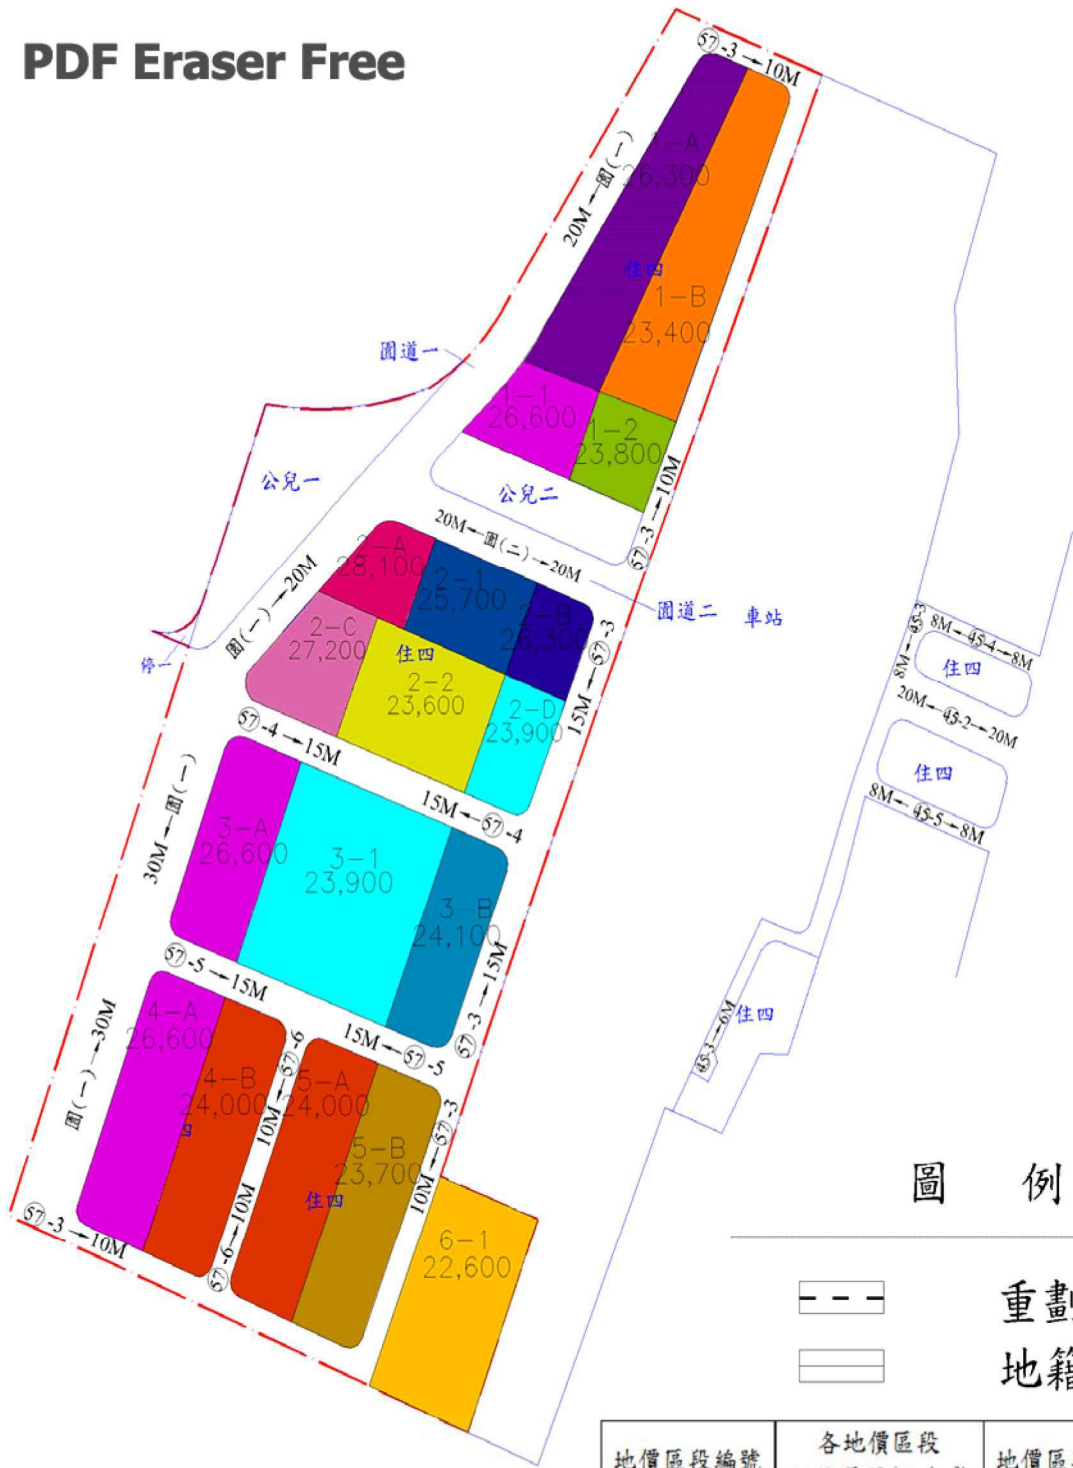 PDF Eraser Free
57-3→10M
1-A
26,300
20M←園(一)
住四
1-B
23,400
園道一
1-1
26,600
1-2
23,800
公兒一
公兒二
57-3→10M
20M←園(二)→20M
2-A
28,100
2-1
25,700
2-B
26,300
園道二
車站
園(一)→20M
2-C
27,200
住四
2-2
23,600
2-D
23,900
15M←57-3
停一
57-4→15M
15M←57-4
30M←園(一)
3-A
26,600
3-1
23,900
3-B
24,100
57-3→15M
57-5→15M
15M←57-5
園(一)→30M
4-A
26,600
4-B
24,000
四
10M←57-6
57-6→10M
5-A
24,000
5-B
23,700
住四
10M←57-3
57-3→10M
6-1
22,600
8M←45-3
8M←45-4→8M
住四
20M←45-2→20M
住四
8M←45-5→8M
45-3→6M
住四
圖例
重劃
地籍
地價區段編號
各地價區段
地價區